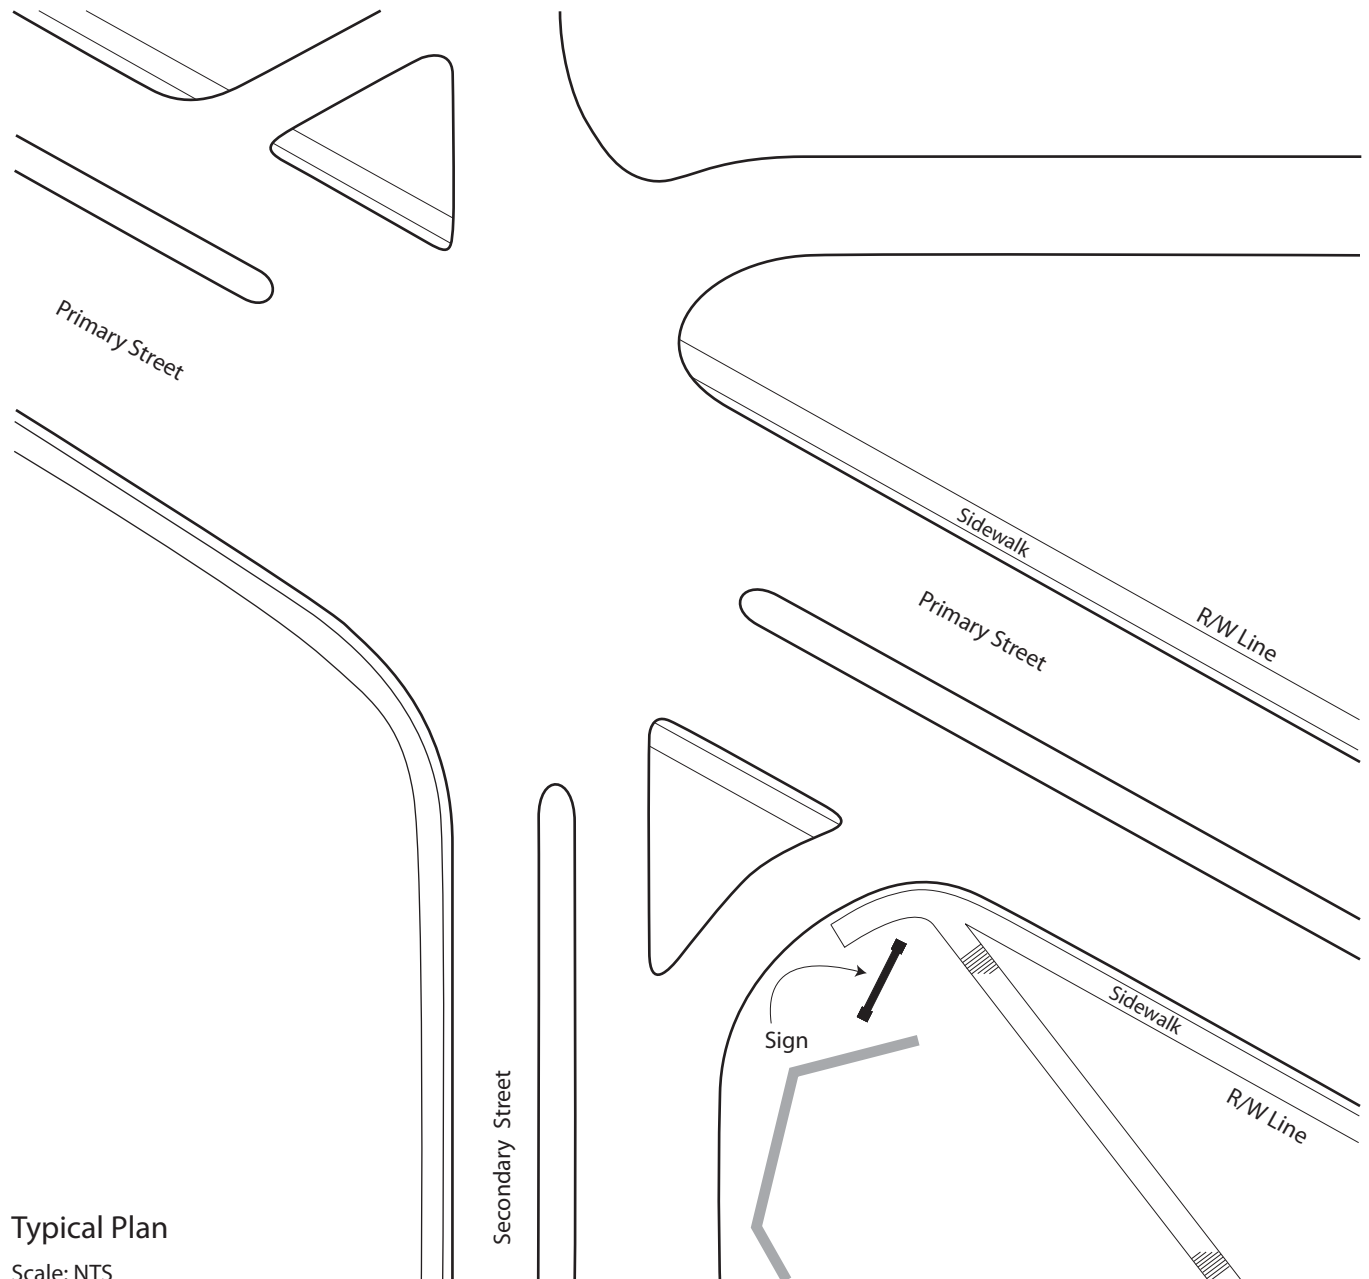 Primary Street
Sidewalk
Primary Street
R/W Line
Sidewalk
Sign
R/W Line
Secondary Street
Typical Plan
Scale: NTS